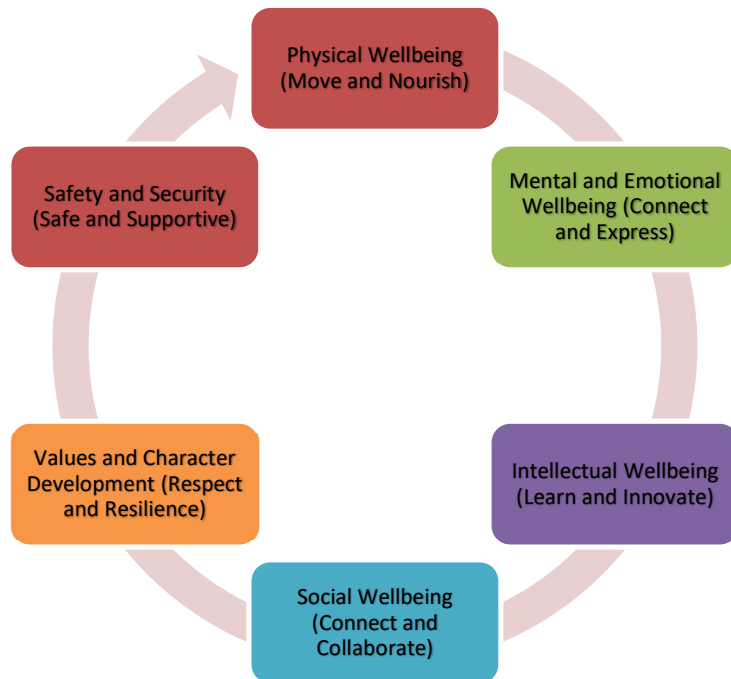 Physical Wellbeing
(Move and Nourish)
Mental and Emotional
Wellbeing (Connect
and Express)
Intellectual Wellbeing
(Learn and Innovate)
Social Wellbeing
(Connect and
Collaborate)
Values and Character
Development (Respect
and Resilience)
Safety and Security
(Safe and Supportive)